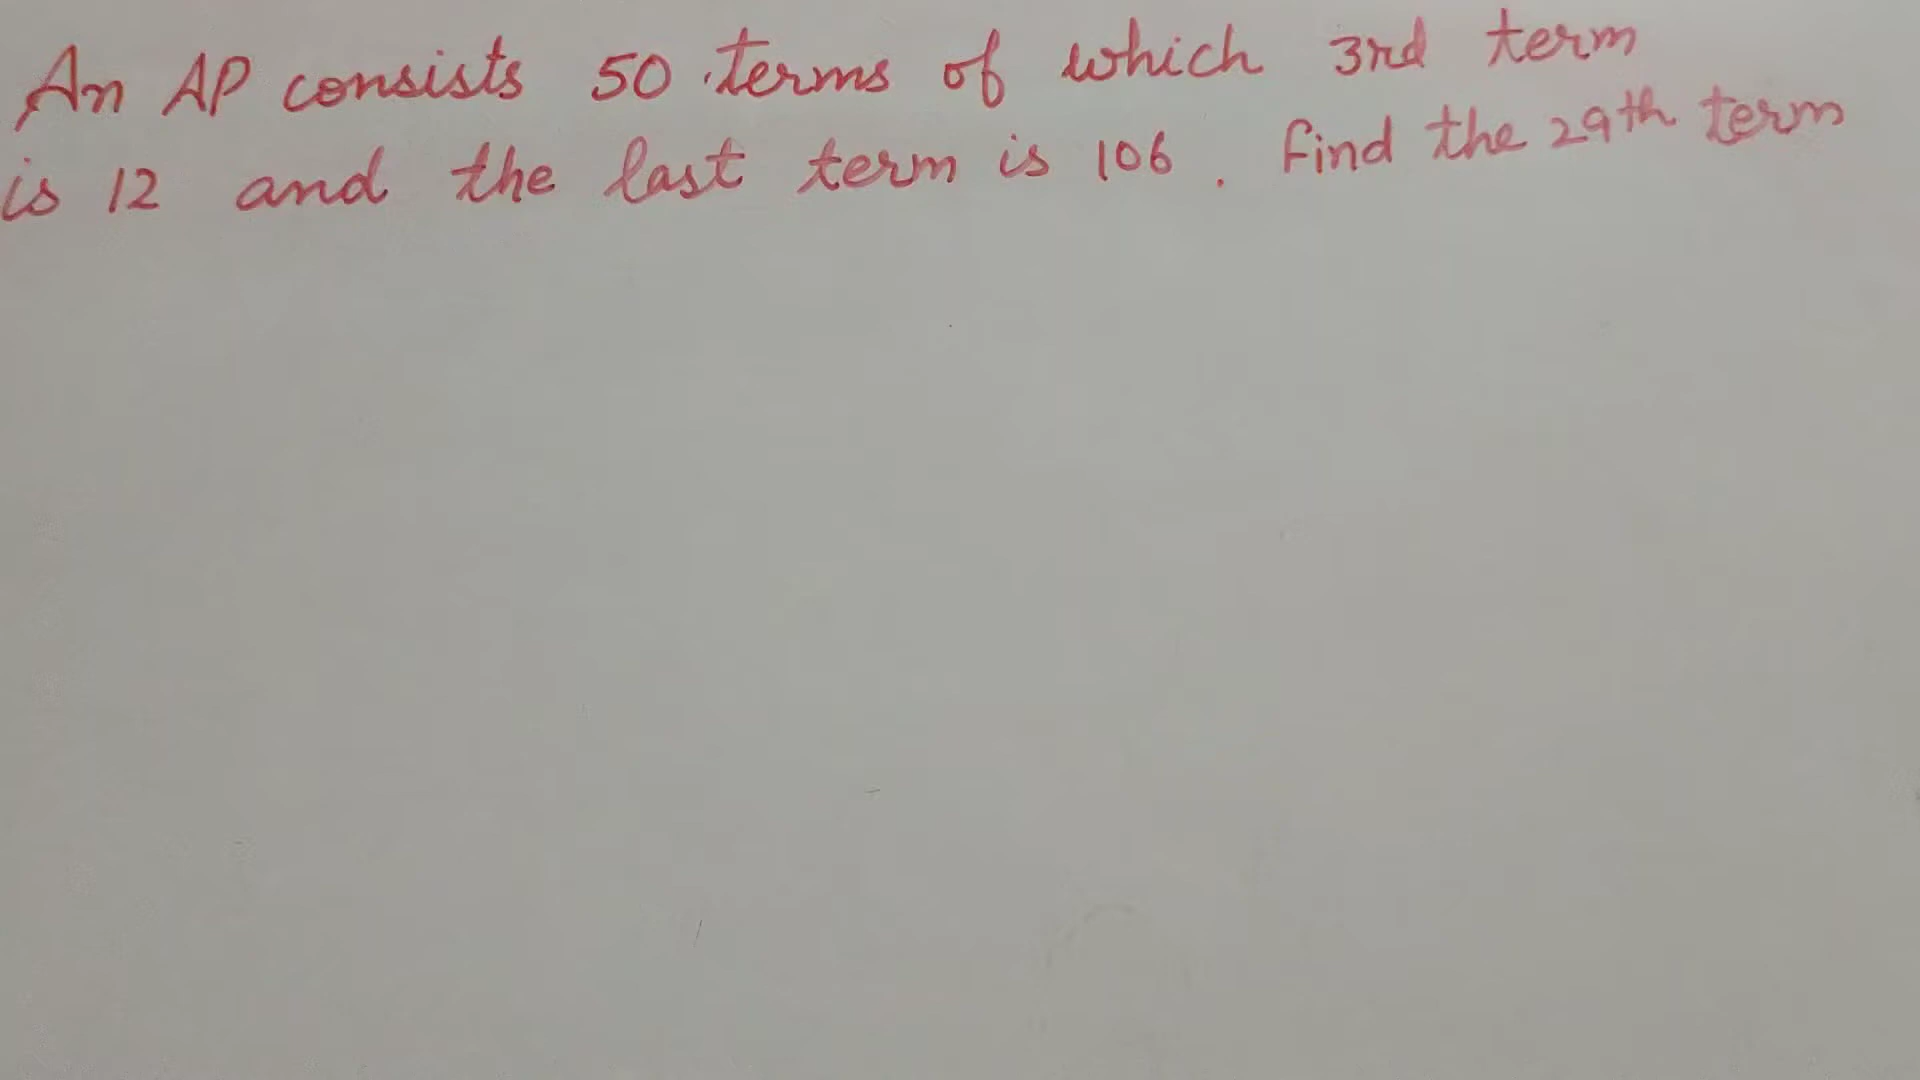 An AP consists 50 terms of which 3rd term
is 12 and the last term is 106 . find the 29th term